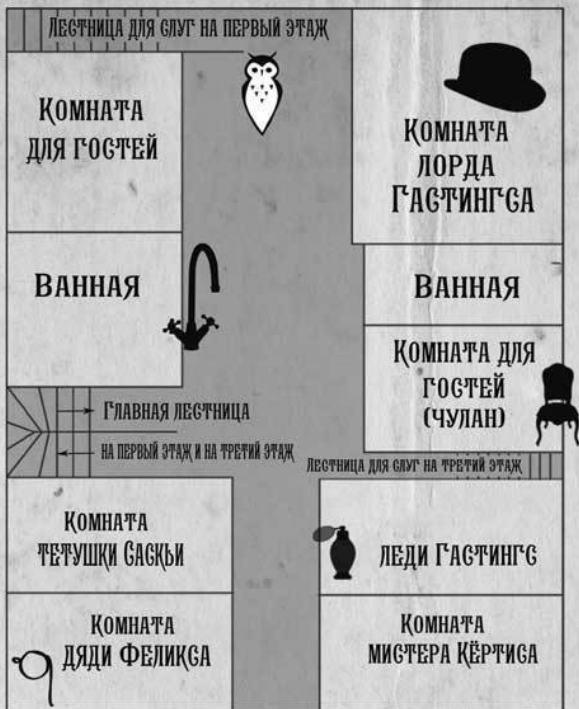 Лестница для слуг на первый этаж
Комната
для гостей
Комната
лорда
Гастингса
Ванная
Ванная
Комната для
гостей
(чулан)
Главная лестница
на первый этаж и на третий этаж
Лестница для слуг на третий этаж
Комната
тетушки Саскьи
Леди Гастингс
Комната
дяди Феликса
Комната
мистера Кёртиса